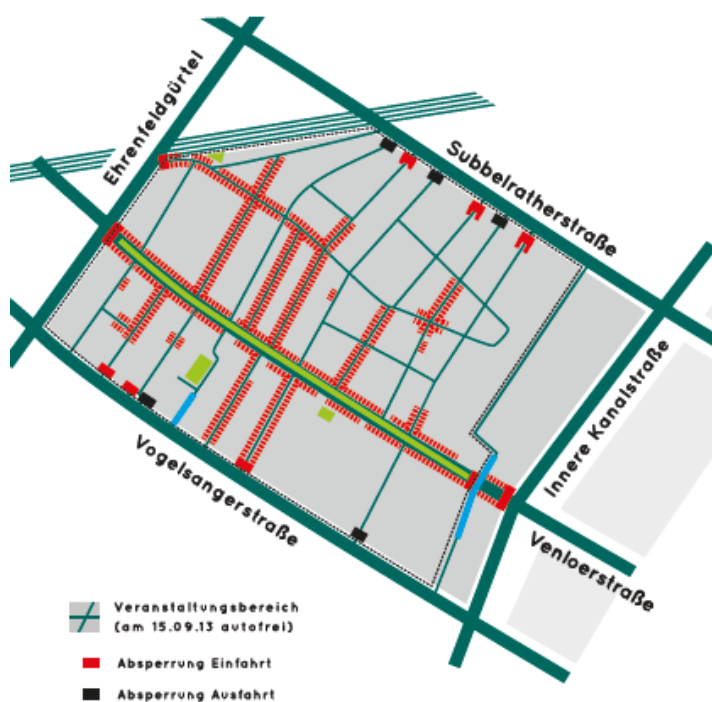 Ehrenfeldgürtel
Subbelratherstraße
Innere Kanalstraße
Venloerstraße
Vogelsangerstraße
Veranstaltungsbereich
(am 15.09.13 autofrei)
Absperrung Einfahrt
Absperrung Ausfahrt